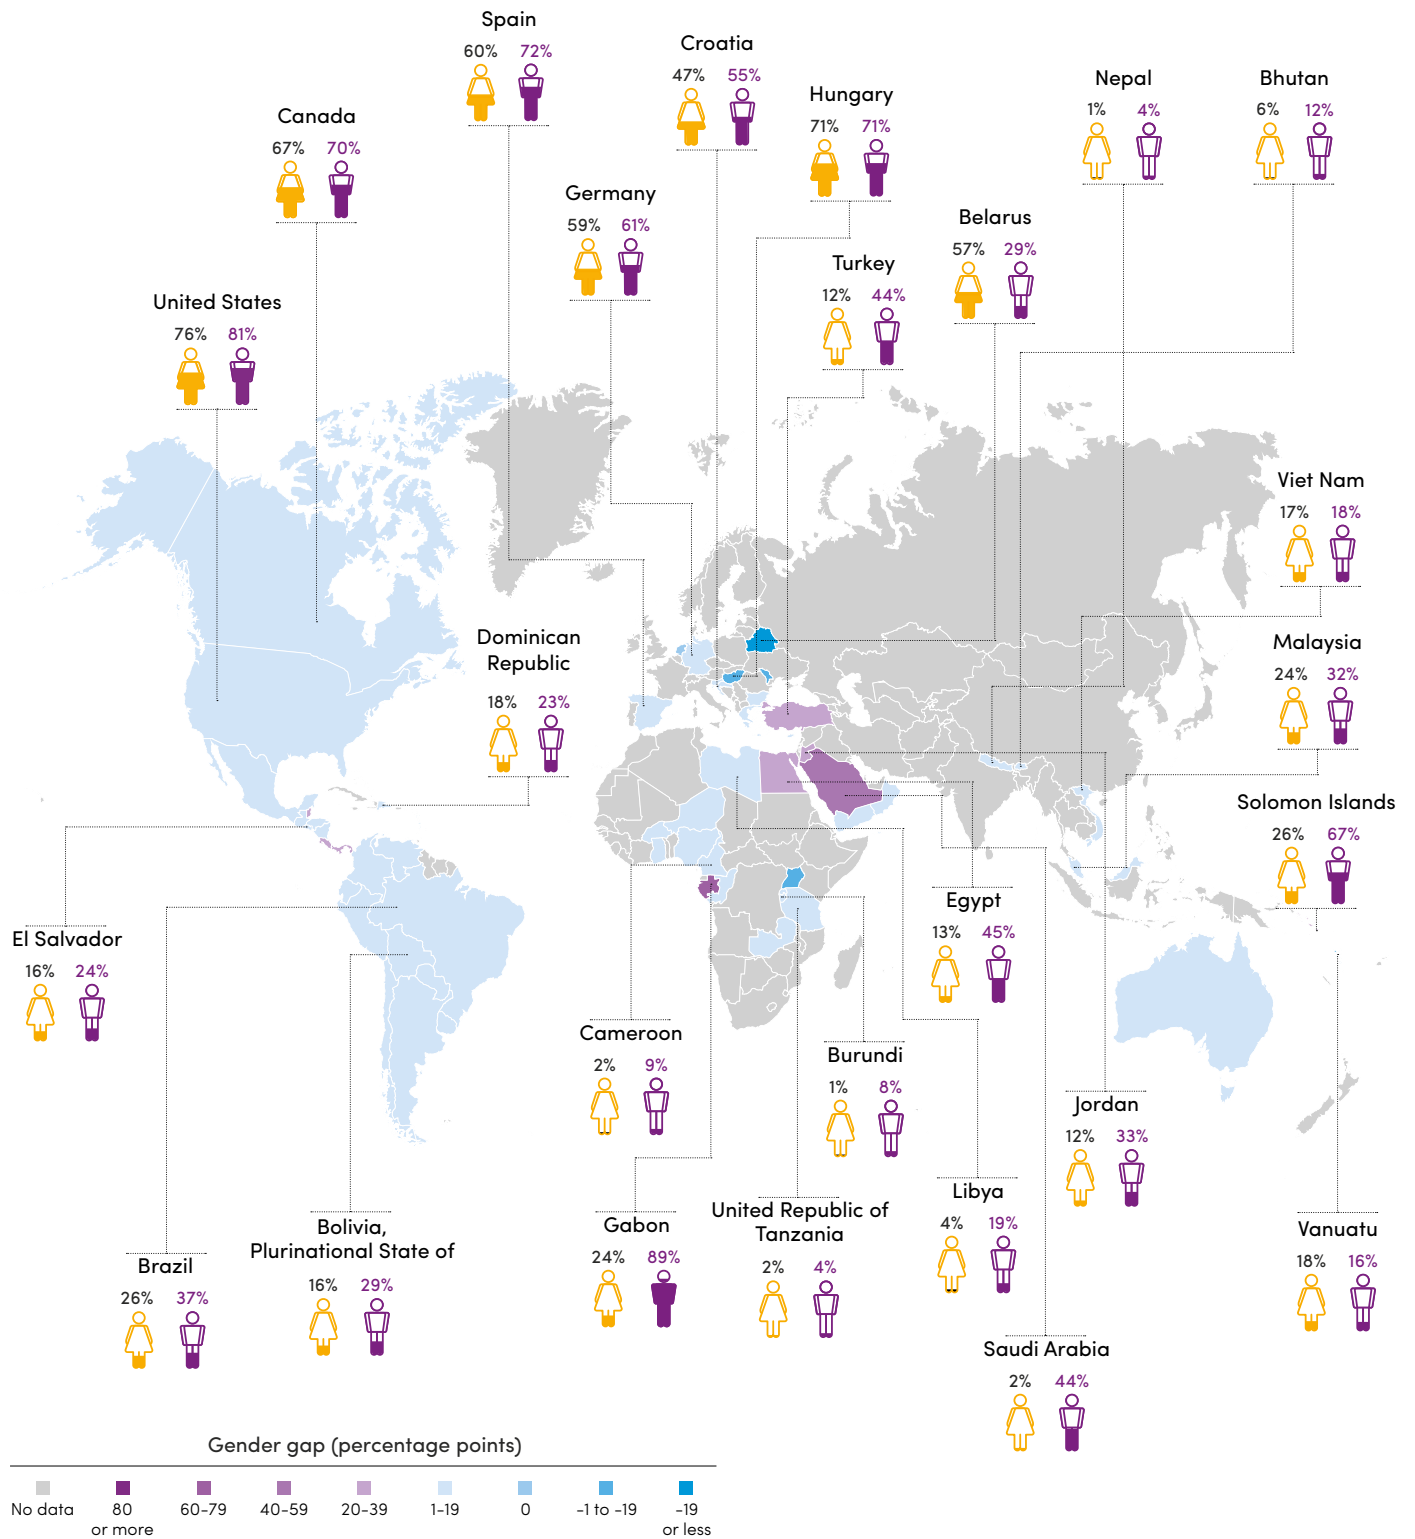 Spain
60% 72%
Croatia
47% 55%
Hungary
71% 71%
Nepal
1% 4%
Bhutan
6% 12%
Canada
67% 70%
Germany
59% 61%
Belarus
57% 29%
Turkey
12% 44%
United States
76% 81%
Viet Nam
17% 18%
Dominican
Republic
18% 23%
Malaysia
24% 32%
Solomon Islands
26% 67%
Egypt
13% 45%
El Salvador
16% 24%
Cameroon
2% 9%
Burundi
1% 8%
Jordan
12% 33%
Libya
4% 19%
United Republic of
Tanzania
2% 4%
Gabon
24% 89%
Bolivia,
Plurinational State of
16% 29%
Brazil
26% 37%
Vanuatu
18% 16%
Saudi Arabia
2% 44%
Gender gap (percentage points)
No data
80
or more
60-79
40-59
20-39
1-19
0
-1 to -19
-19
or less